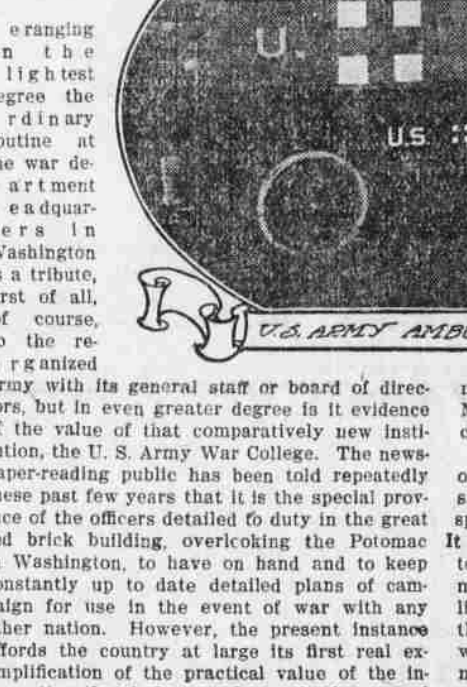 e ranging
n the
lightest
egree the
rdinary
outine at
he war de-
artment
eadquar-
ers in
Washington
s a tribute,
rst of all,
of course,
o the re-
rganized
rmy with its general staff or board of direc-
ors, but in even greater degree is it evidence
f the value of that comparatively new insti-
ution, the U. S. Army War College. The news-
aper-reading public has been told repeatedly
hese past few years that it is the special prov-
nce of the officers detailed to duty in the great
ed brick building, overlcoking the Potomac
Washington, to have on hand and to keep
onstantly up to date detailed plans of cam-
aign for use in the event of war with any
ther nation. However, the present instance
ffords the country at large its first real ex-
mplification of the practical value of the in-
U.
U.S
U.S. ARMY AMBU
It